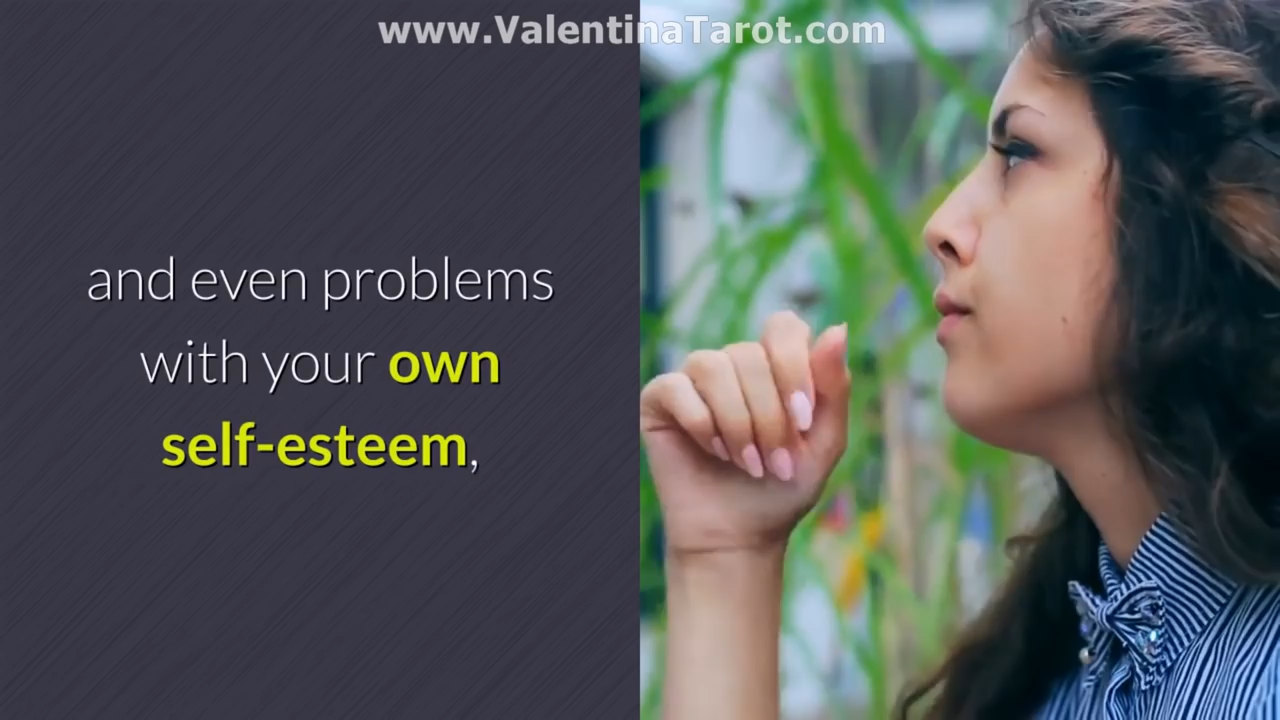 www.ValentinaTarot.com
and even problems
with your own
self-esteem,